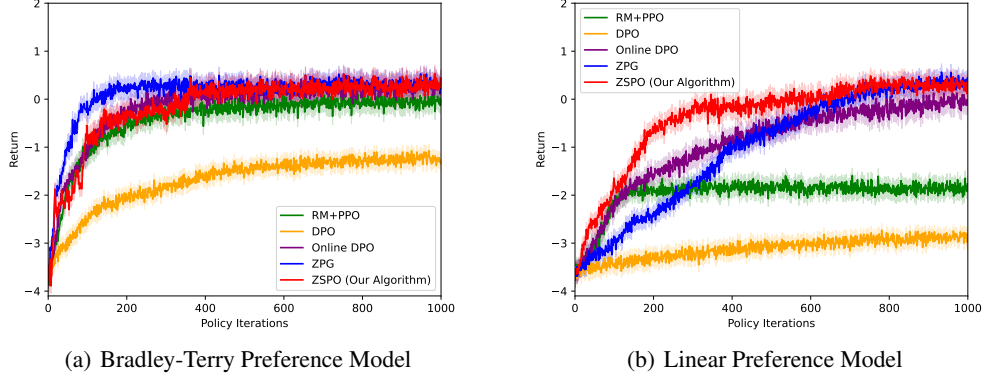 2
1
0
−1
−2
−3
−4
Return
0
200
400
600
800
1000
Policy Iterations
RM+PPO
DPO
Online DPO
ZPG
ZSPO (Our Algorithm)
(a) Bradley-Terry Preference Model
2
1
0
−1
−2
−3
−4
Return
0
200
400
600
800
1000
Policy Iterations
RM+PPO
DPO
Online DPO
ZPG
ZSPO (Our Algorithm)
(b) Linear Preference Model